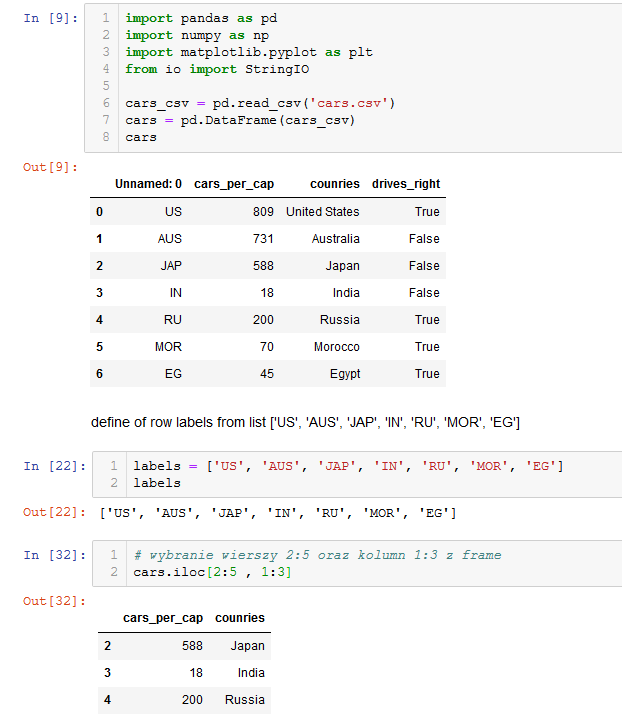 In [9]:
1 import pandas as pd
2 import numpy as np
3 import matplotlib.pyplot as plt
4 from io import StringIO
5
6 cars_csv = pd.read_csv('cars.csv')
7 cars = pd.DataFrame(cars_csv)
8 cars
Out[9]:
Unnamed: 0 cars_per_cap counries drives_right
0 US 809 United States True
1 AUS 731 Australia False
2 JAP 588 Japan False
3 IN 18 India False
4 RU 200 Russia True
5 MOR 70 Morocco True
6 EG 45 Egypt True
define of row labels from list ['US', 'AUS', 'JAP', 'IN', 'RU', 'MOR', 'EG']
In [22]:
1 labels = ['US', 'AUS', 'JAP', 'IN', 'RU', 'MOR', 'EG']
2 labels
Out[22]: ['US', 'AUS', 'JAP', 'IN', 'RU', 'MOR', 'EG']
In [32]:
1 # wybranie wierszy 2:5 oraz kolumn 1:3 z frame
2 cars.iloc[2:5 , 1:3]
Out[32]:
cars_per_cap counries
2 588 Japan
3 18 India
4 200 Russia